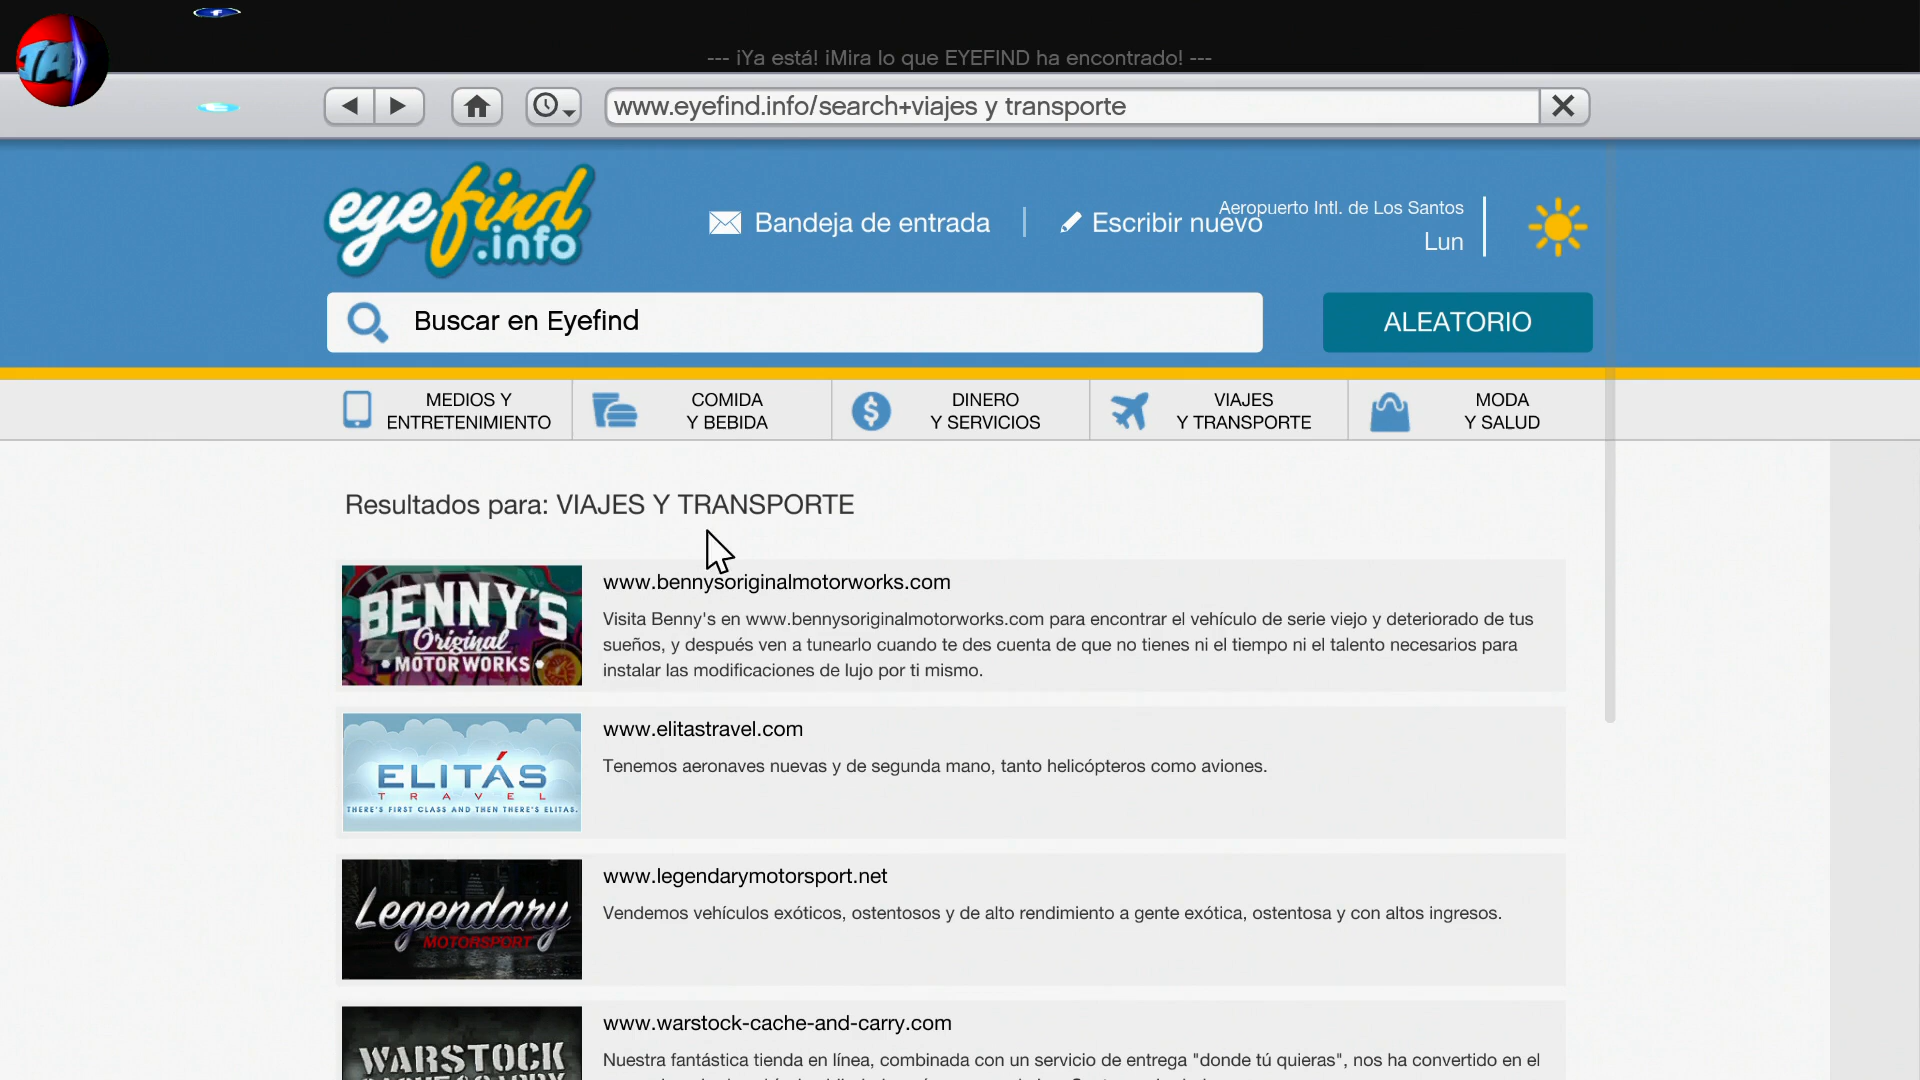 JA
--- ¡Ya está! ¡Mira lo que EYEFIND ha encontrado! ---
www.eyefind.info/search+viajes y transporte
eyefind
.info
Bandeja de entrada
Escribir nuevo
Aeropuerto Intl. de Los Santos
Lun
Buscar en Eyefind
ALEATORIO
MEDIOS Y
ENTRETENIMIENTO
COMIDA
Y BEBIDA
DINERO
Y SERVICIOS
VIAJES
Y TRANSPORTE
MODA
Y SALUD
Resultados para: VIAJES Y TRANSPORTE
BENNY'S
Original
MOTORWORKS
www.bennysoriginalmotorworks.com
Visita Benny's en www.bennysoriginalmotorworks.com para encontrar el vehículo de serie viejo y deteriorado de tus
sueños, y después ven a tunearlo cuando te des cuenta de que no tienes ni el tiempo ni el talento necesarios para
instalar las modificaciones de lujo por ti mismo.
ELITÁS
TRAVEL
THERE'S FIRST CLASS AND THEN THERE'S ELITAS.
www.elitastravel.com
Tenemos aeronaves nuevas y de segunda mano, tanto helicópteros como aviones.
Legendary
MOTORSPORT
www.legendarymotorsport.net
Vendemos vehículos exóticos, ostentosos y de alto rendimiento a gente exótica, ostentosa y con altos ingresos.
WARSTOCK
CACHE & CARRY
www.warstock-cache-and-carry.com
Nuestra fantástica tienda en línea, combinada con un servicio de entrega "donde tú quieras", nos ha convertido en el